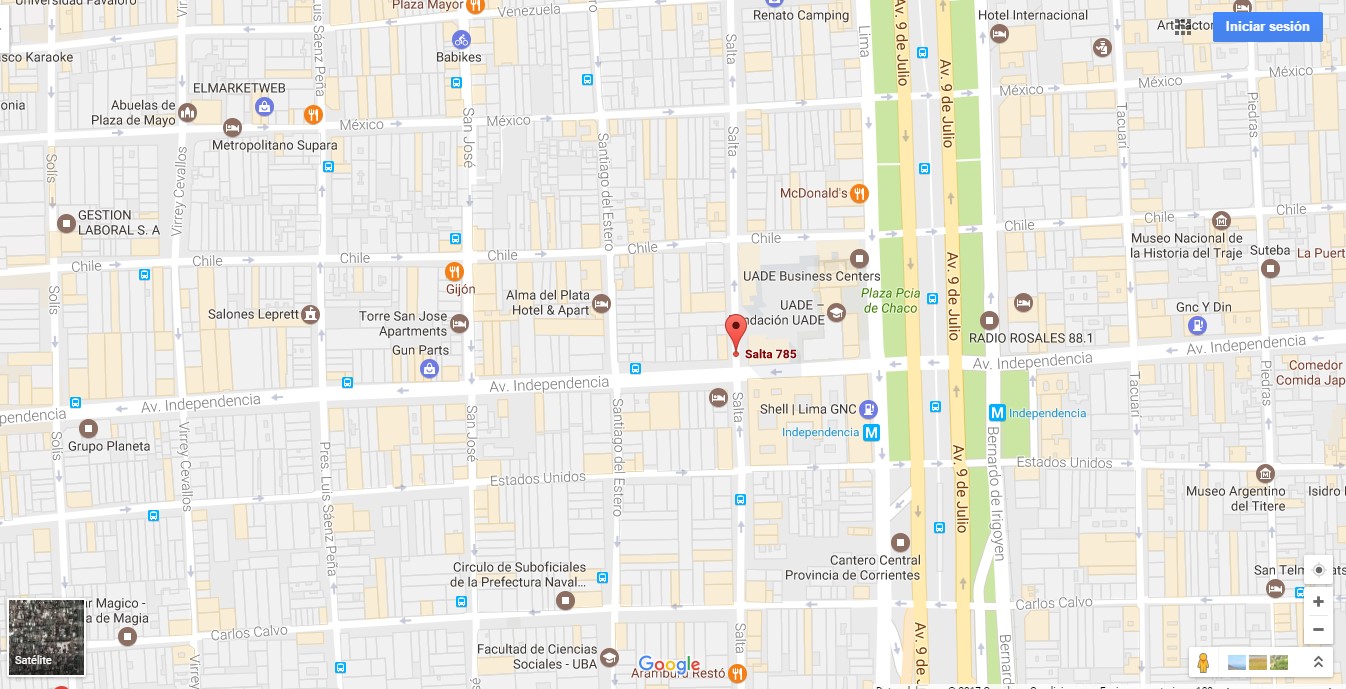 Universidad Favaloro
Plaza Mayor
Venezuela
Renato Camping
Hotel Internacional
Iniciar sesión
Babikes
Luis Sáenz Peña
Salta
Lima
Av. 9 de Julio
Av. 9 de Julio
ELMARKETWEB
Abuelas de
Plaza de Mayo
Metropolitano Supara
México
México
México
México
San José
Santiago del Estero
Salta
Tacuarí
Piedras
Solís
Virrey Cevallos
McDonald's
GESTION
LABORAL S. A
Chile
Chile
Chile
Chile
Chile
Chile
Chile
Chile
Museo Nacional de
la Historia del Traje
Suteba
UADE Business Centers
Gijón
Alma del Plata
Hotel & Apart
UADE –
Fundación UADE
Plaza Pcia
de Chaco
Av. 9 de Julio
Av. 9 de Julio
Gnc Y Din
Solís
Salones Leprett
Torre San Jose
Apartments
Gun Parts
Salta 785
RADIO ROSALES 88.1
Av. Independencia
Av. Independencia
Av. Independencia
Av. Independencia
Independencia
Comedor
Comida
Shell | Lima GNC
Independencia
Independencia
Grupo Planeta
Solís
Virrey Cevallos
Pres. Luis Sáenz Peña
San José
Santiago del Estero
Salta
Av. 9 de Julio
Bernardo de Irigoyen
Tacuarí
Piedras
Estados Unidos
Estados Unidos
Museo Argentino
del Titere
Isidro
Cantero Central
Provincia de Corrientes
Circulo de Suboficiales
de la Prefectura Naval...
San Telm
Magico -
de Magia
Carlos Calvo
Carlos Calvo
Virrey
Salta
Av. 9 de
Bernard
Facultad de Ciencias
Sociales - UBA
Google
Aramburu Restó
Satélite